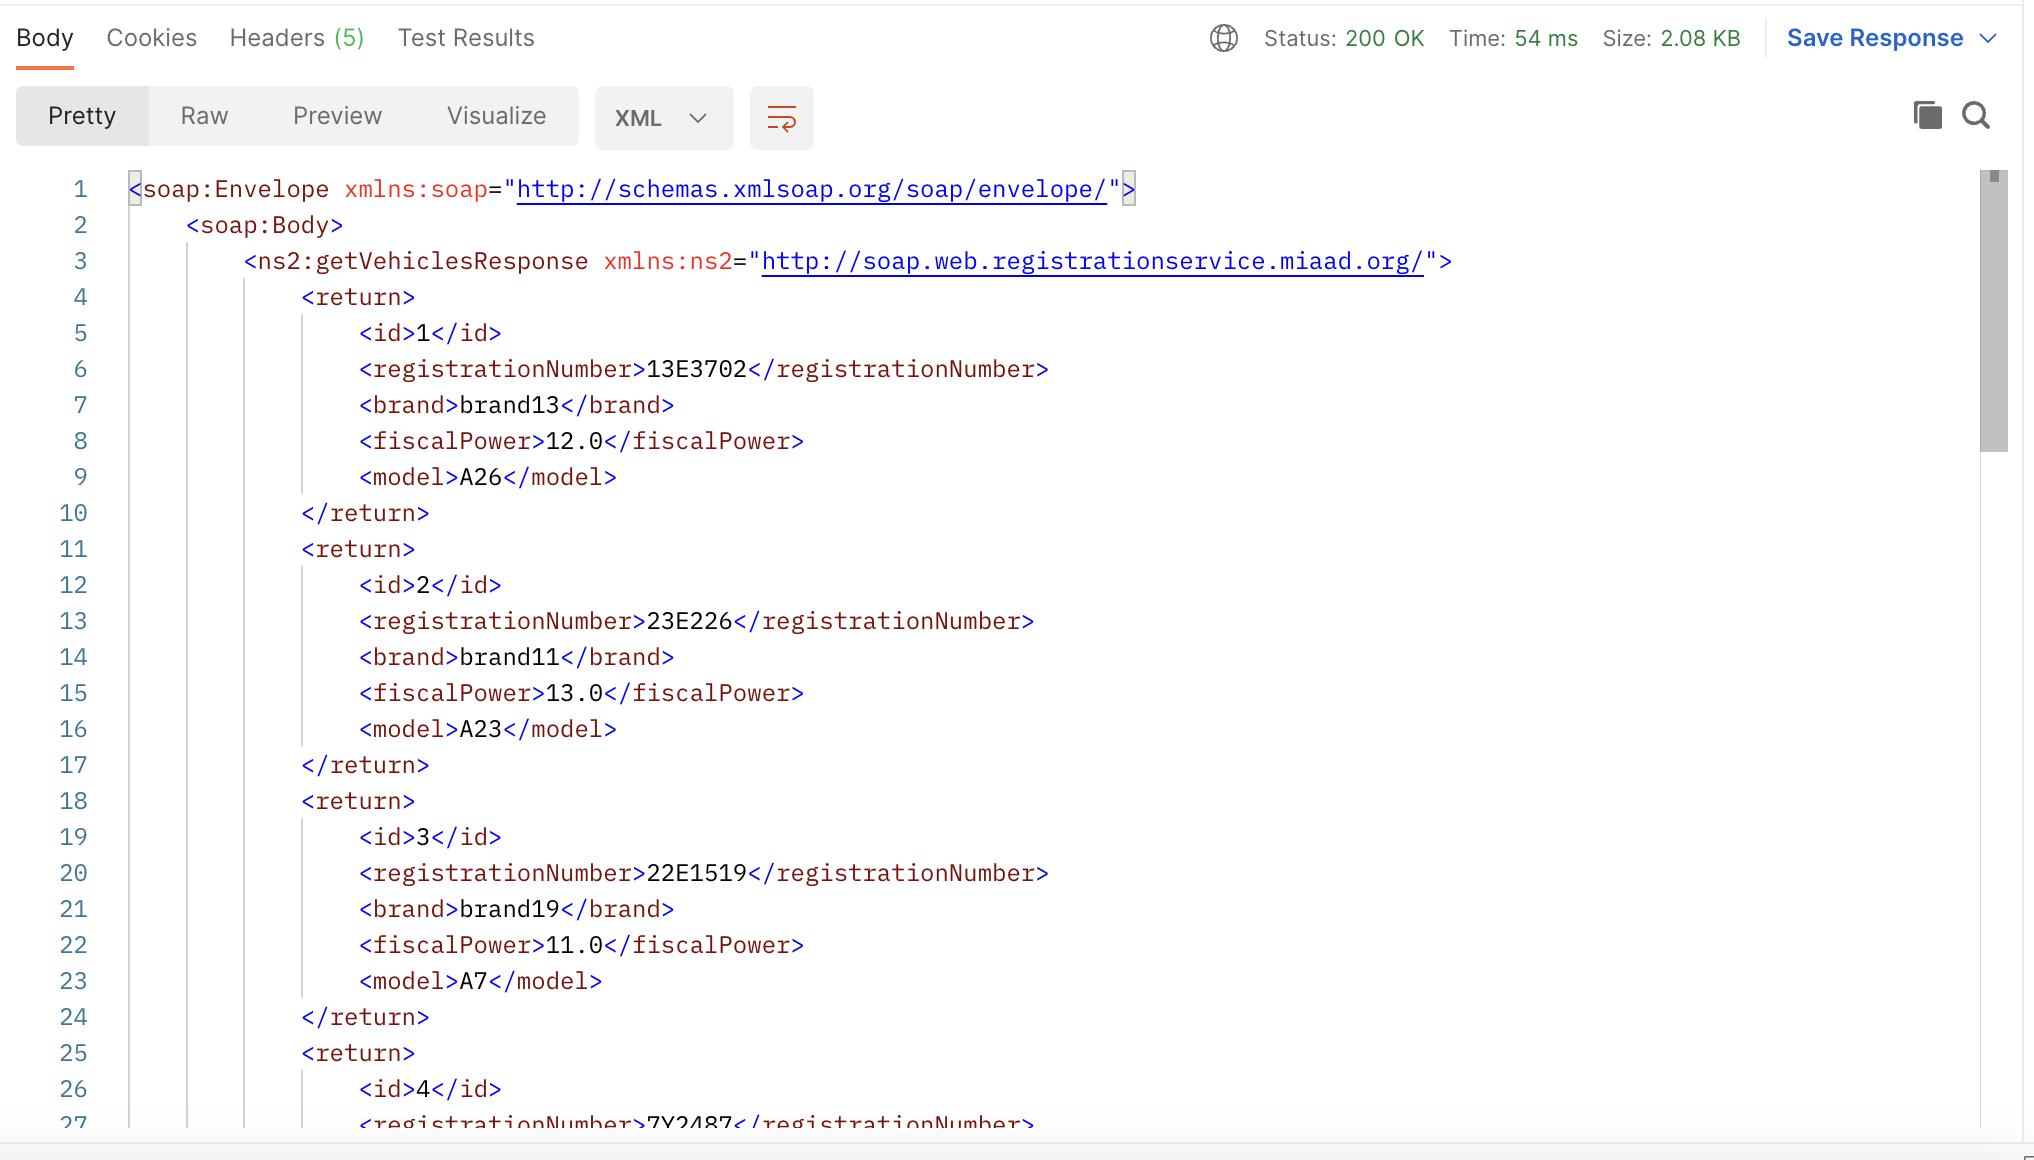 Body Cookies Headers (5) Test Results Status: 200 OK Time: 54 ms Size: 2.08 KB Save Response
Pretty Raw Preview Visualize XML
1 <soap:Envelope xmlns:soap="http://schemas.xmlsoap.org/soap/envelope/">
2 <soap:Body>
3 <ns2:getVehiclesResponse xmlns:ns2="http://soap.web.registrationservice.miaad.org/">
4 <return>
5 <id>1</id>
6 <registrationNumber>13E3702</registrationNumber>
7 <brand>brand13</brand>
8 <fiscalPower>12.0</fiscalPower>
9 <model>A26</model>
10 </return>
11 <return>
12 <id>2</id>
13 <registrationNumber>23E226</registrationNumber>
14 <brand>brand11</brand>
15 <fiscalPower>13.0</fiscalPower>
16 <model>A23</model>
17 </return>
18 <return>
19 <id>3</id>
20 <registrationNumber>22E1519</registrationNumber>
21 <brand>brand19</brand>
22 <fiscalPower>11.0</fiscalPower>
23 <model>A7</model>
24 </return>
25 <return>
26 <id>4</id>
27 <registrationNumber>7Y2487</registrationNumber>